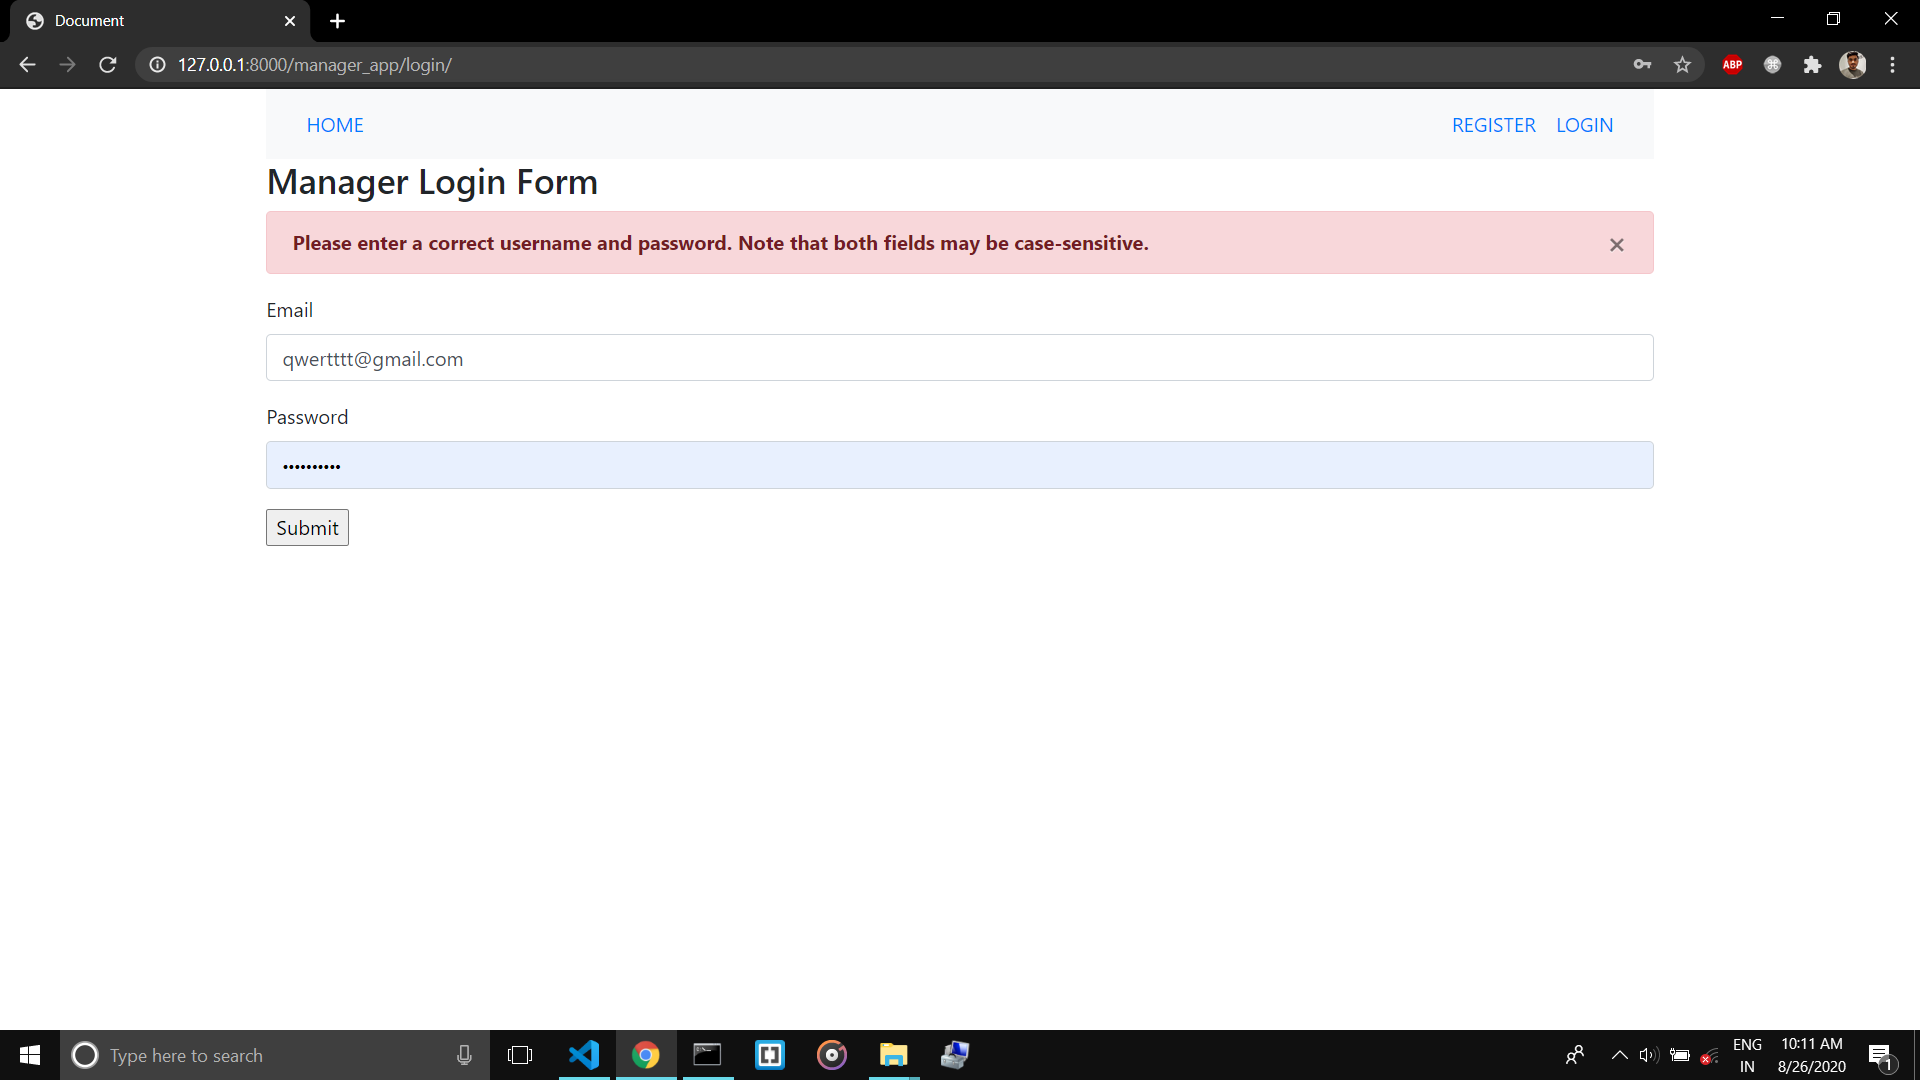 Document
127.0.0.1:8000/manager_app/login/
ABP
HOME
REGISTER
LOGIN
Manager Login Form
Please enter a correct username and password. Note that both fields may be case-sensitive.
×
Email
qwertttt@gmail.com
Password
••••••••••
Submit
Type here to search
ENG
IN
10:11 AM
8/26/2020
1